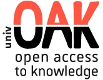 univ OAK
open access
to knowledge